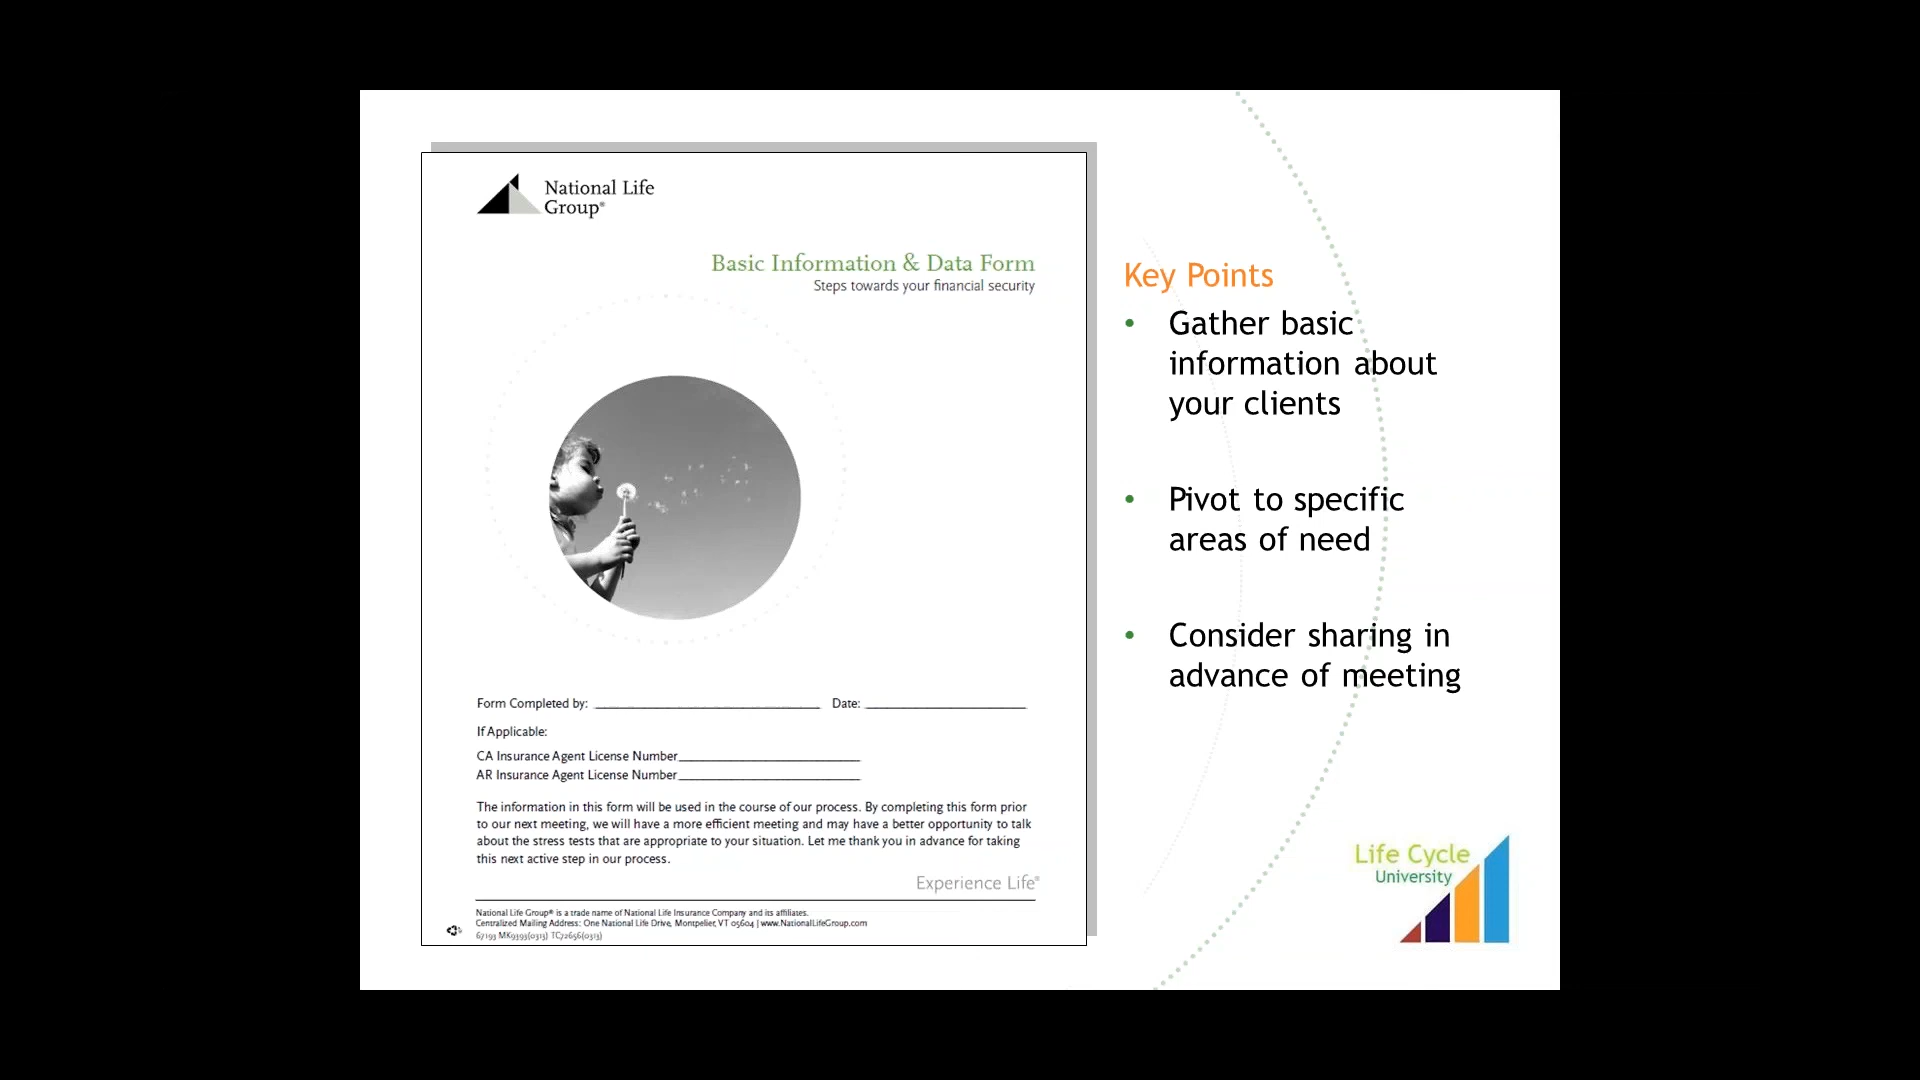 National Life
Group®
Basic Information & Data Form
Steps towards your financial security
Form Completed by:
Date:
If Applicable:
CA Insurance Agent License Number
AR Insurance Agent License Number
The information in this form will be used in the course of our process. By completing this form prior
to our next meeting, we will have a more efficient meeting and may have a better opportunity to talk
about the stress tests that are appropriate to your situation. Let me thank you in advance for taking
this next active step in our process.
Experience Life®
National Life Group® is a trade name of National Life Insurance Company and its affiliates.
Centralized Mailing Address: One National Life Drive, Montpelier, VT 05604 | www.NationalLifeGroup.com
67193 MK9393(0313) TC72656(0313)
Key Points
• Gather basic
information about
your clients
• Pivot to specific
areas of need
• Consider sharing in
advance of meeting
Life Cycle
University